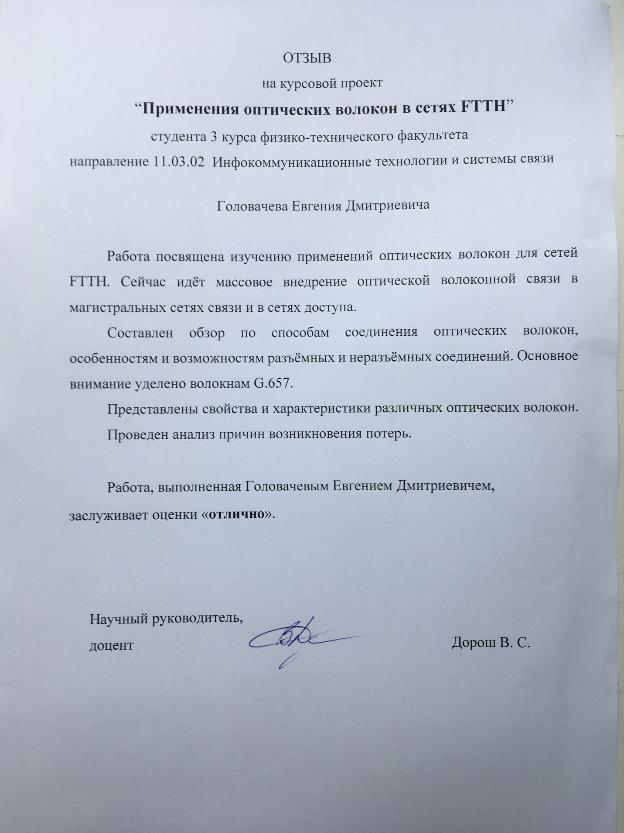 ОТЗЫВ
на курсовой проект
“Применения оптических волокон в сетях FTTH”
студента 3 курса физико-технического факультета
направление 11.03.02 Инфокоммуникационные технологии и системы связи
Головачева Евгения Дмитриевича
Работа посвящена изучению применений оптических волокон для сетей
FTTH. Сейчас идёт массовое внедрение оптической волоконной связи в
магистральных сетях связи и в сетях доступа.
Составлен обзор по способам соединения оптических волокон,
особенностям и возможностям разъёмных и неразъёмных соединений. Основное
внимание уделено волокнам G.657.
Представлены свойства и характеристики различных оптических волокон.
Проведен анализ причин возникновения потерь.
Работа, выполненная Головачевым Евгением Дмитриевичем,
заслуживает оценки «отлично».
Научный руководитель,
доцент Дорош В. С.